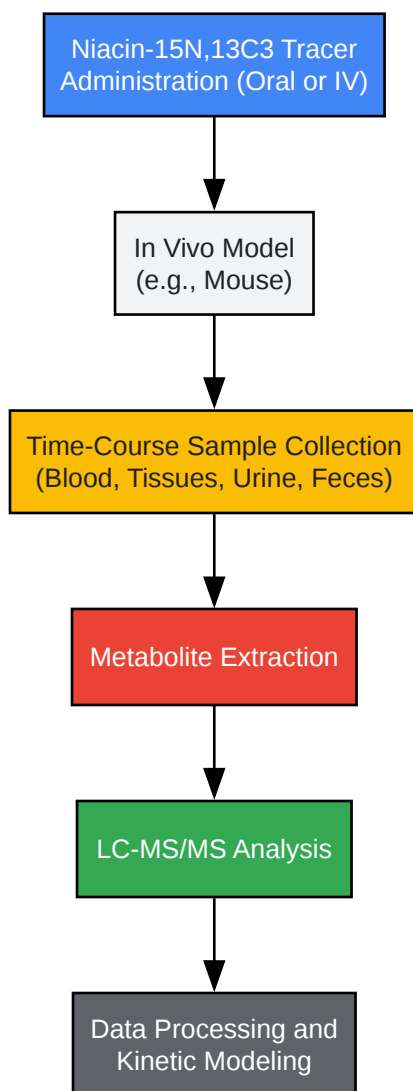 Niacin-15N,13C3 Tracer
Administration (Oral or IV)
In Vivo Model
(e.g., Mouse)
Time-Course Sample Collection
(Blood, Tissues, Urine, Feces)
Metabolite Extraction
LC-MS/MS Analysis
Data Processing and
Kinetic Modeling